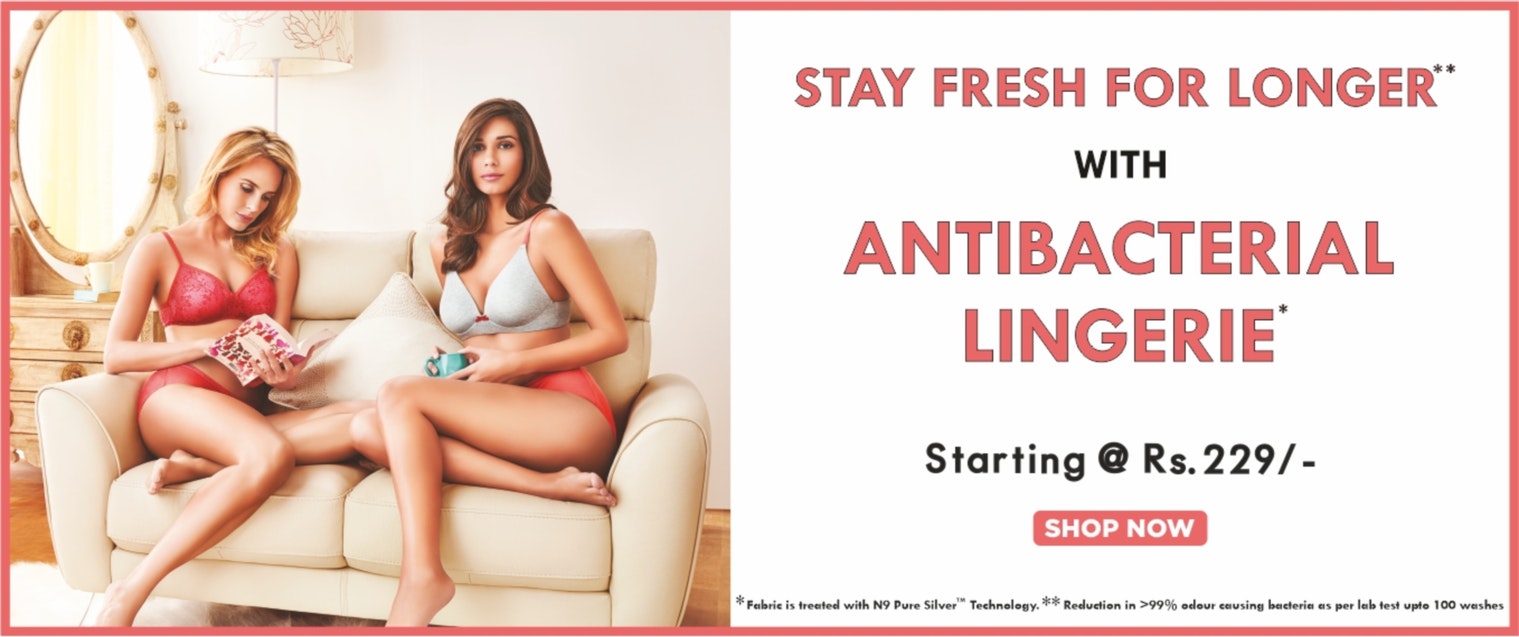 STAY FRESH FOR LONGER**
WITH
ANTIBACTERIAL
LINGERIE*
Starting @ Rs. 229/-
SHOP NOW
*Fabric is treated with N9 Pure Silver™ Technology. ** Reduction in >99% odour causing bacteria as per lab test upto 100 washes